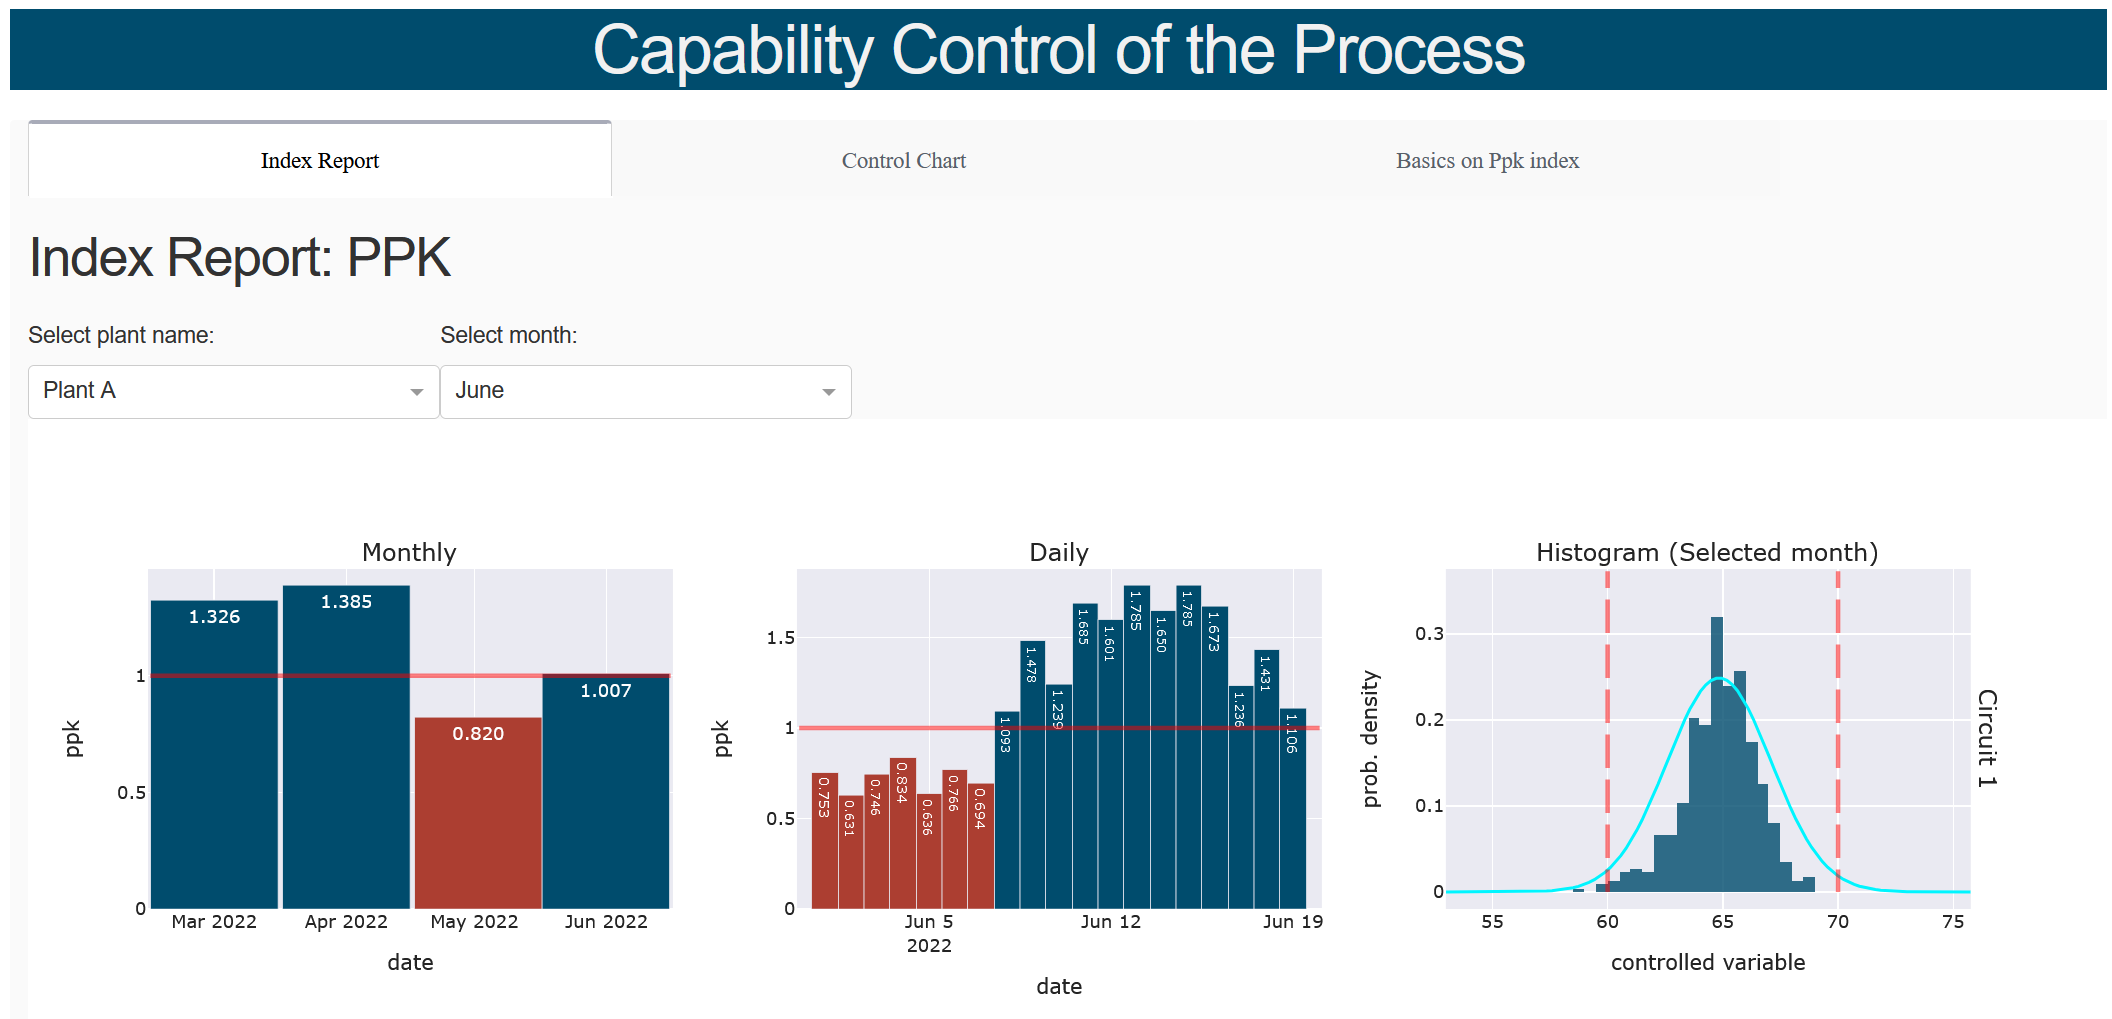 Capability Control of the Process
Index Report
Control Chart
Basics on Ppk index
Index Report: PPK
Select plant name:
Select month:
Plant A
June
Monthly
ppk
1
0.5
0
1.326
1.385
0.820
1.007
Mar 2022
Apr 2022
May 2022
Jun 2022
date
Daily
ppk
1.5
1
0.5
0
0.753
0.631
0.746
0.834
0.636
0.766
0.694
1.093
1.478
1.239
1.685
1.601
1.785
1.650
1.785
1.673
1.236
1.431
1.106
Jun 5
2022
Jun 12
Jun 19
date
Histogram (Selected month)
prob. density
0.3
0.2
0.1
0
55
60
65
70
75
controlled variable
Circuit 1